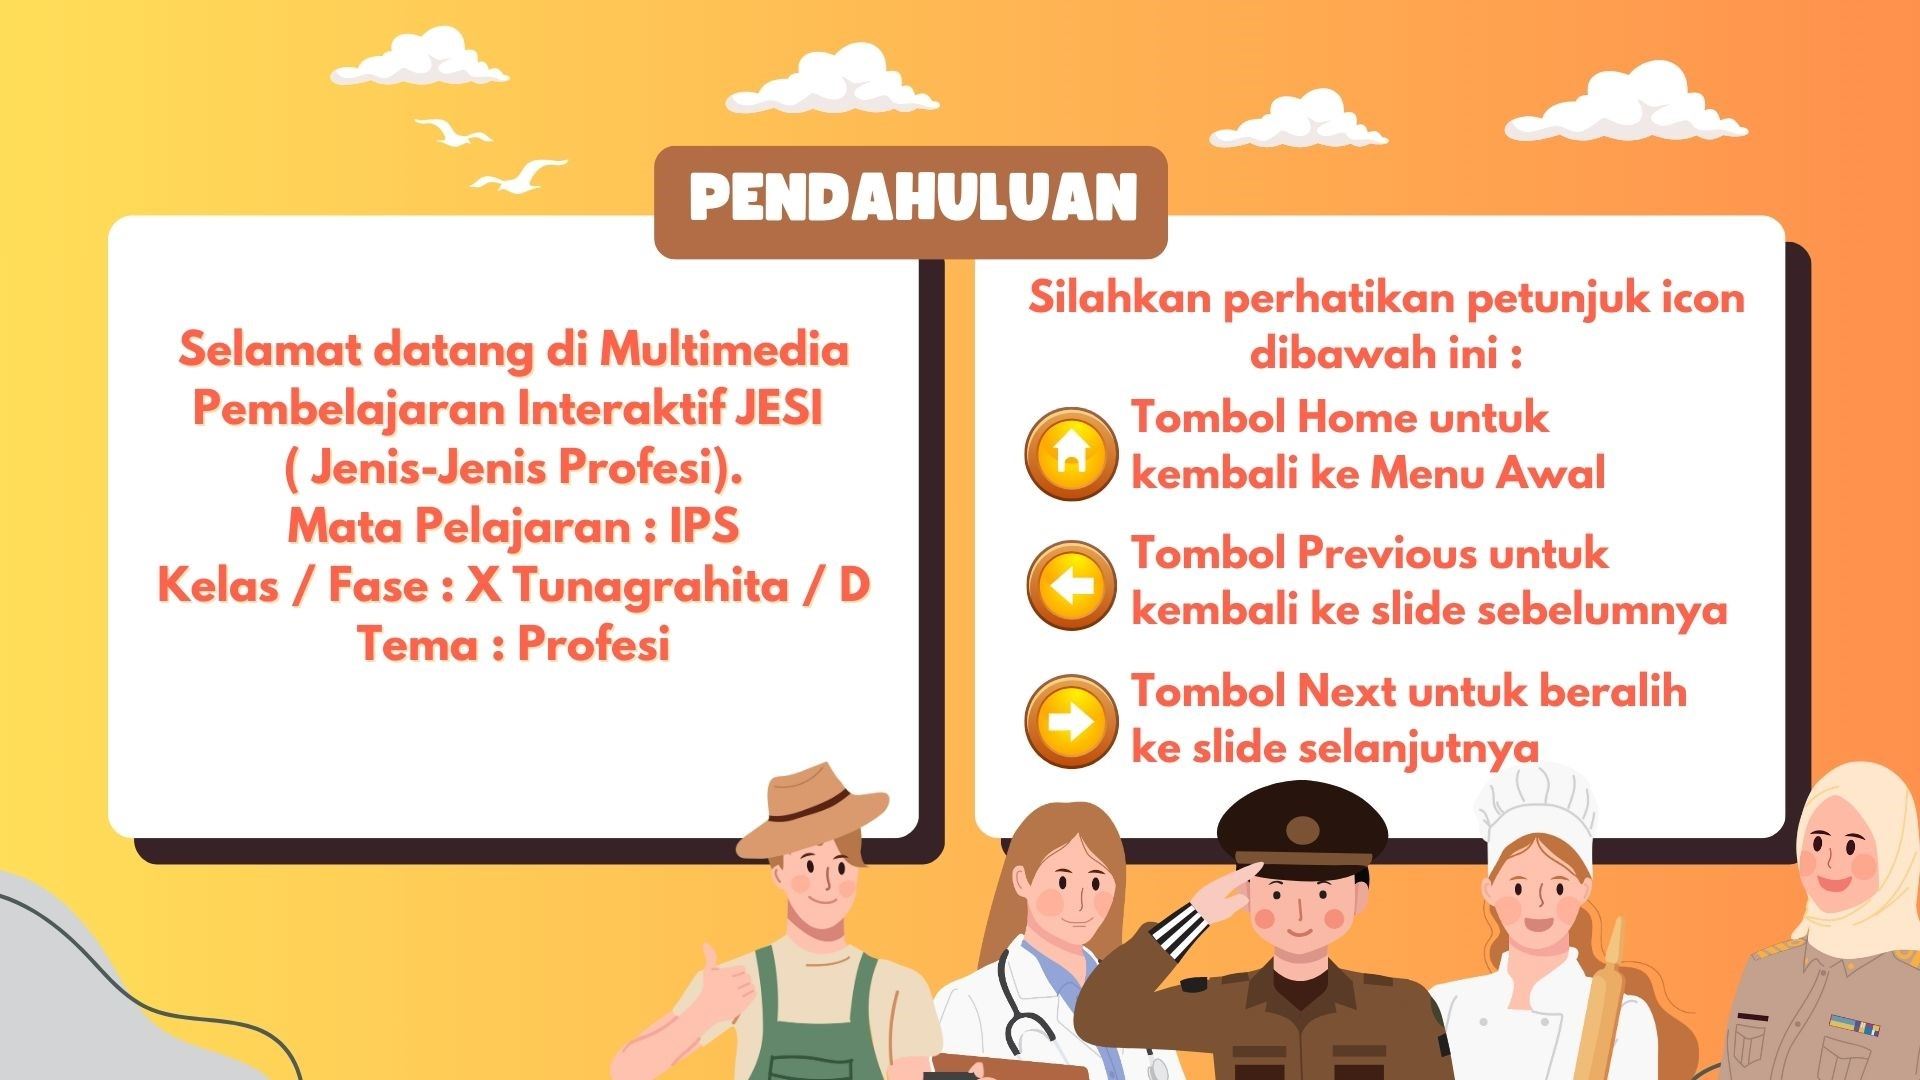 PENDAHULUAN
Selamat datang di Multimedia
Pembelajaran Interaktif JESI
( Jenis-Jenis Profesi).
Mata Pelajaran : IPS
Kelas / Fase : X Tunagrahita / D
Tema : Profesi
Silahkan perhatikan petunjuk icon
dibawah ini :
Tombol Home untuk
kembali ke Menu Awal
Tombol Previous untuk
kembali ke slide sebelumnya
Tombol Next untuk beralih
ke slide selanjutnya